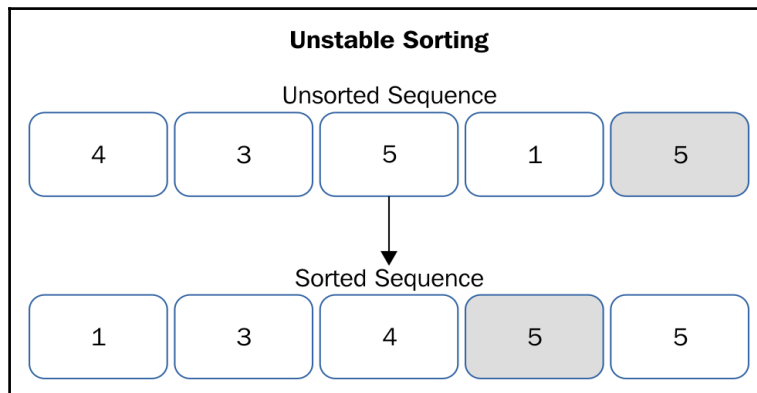 Unstable Sorting
Unsorted Sequence
4 3 5 1 5
Sorted Sequence
1 3 4 5 5